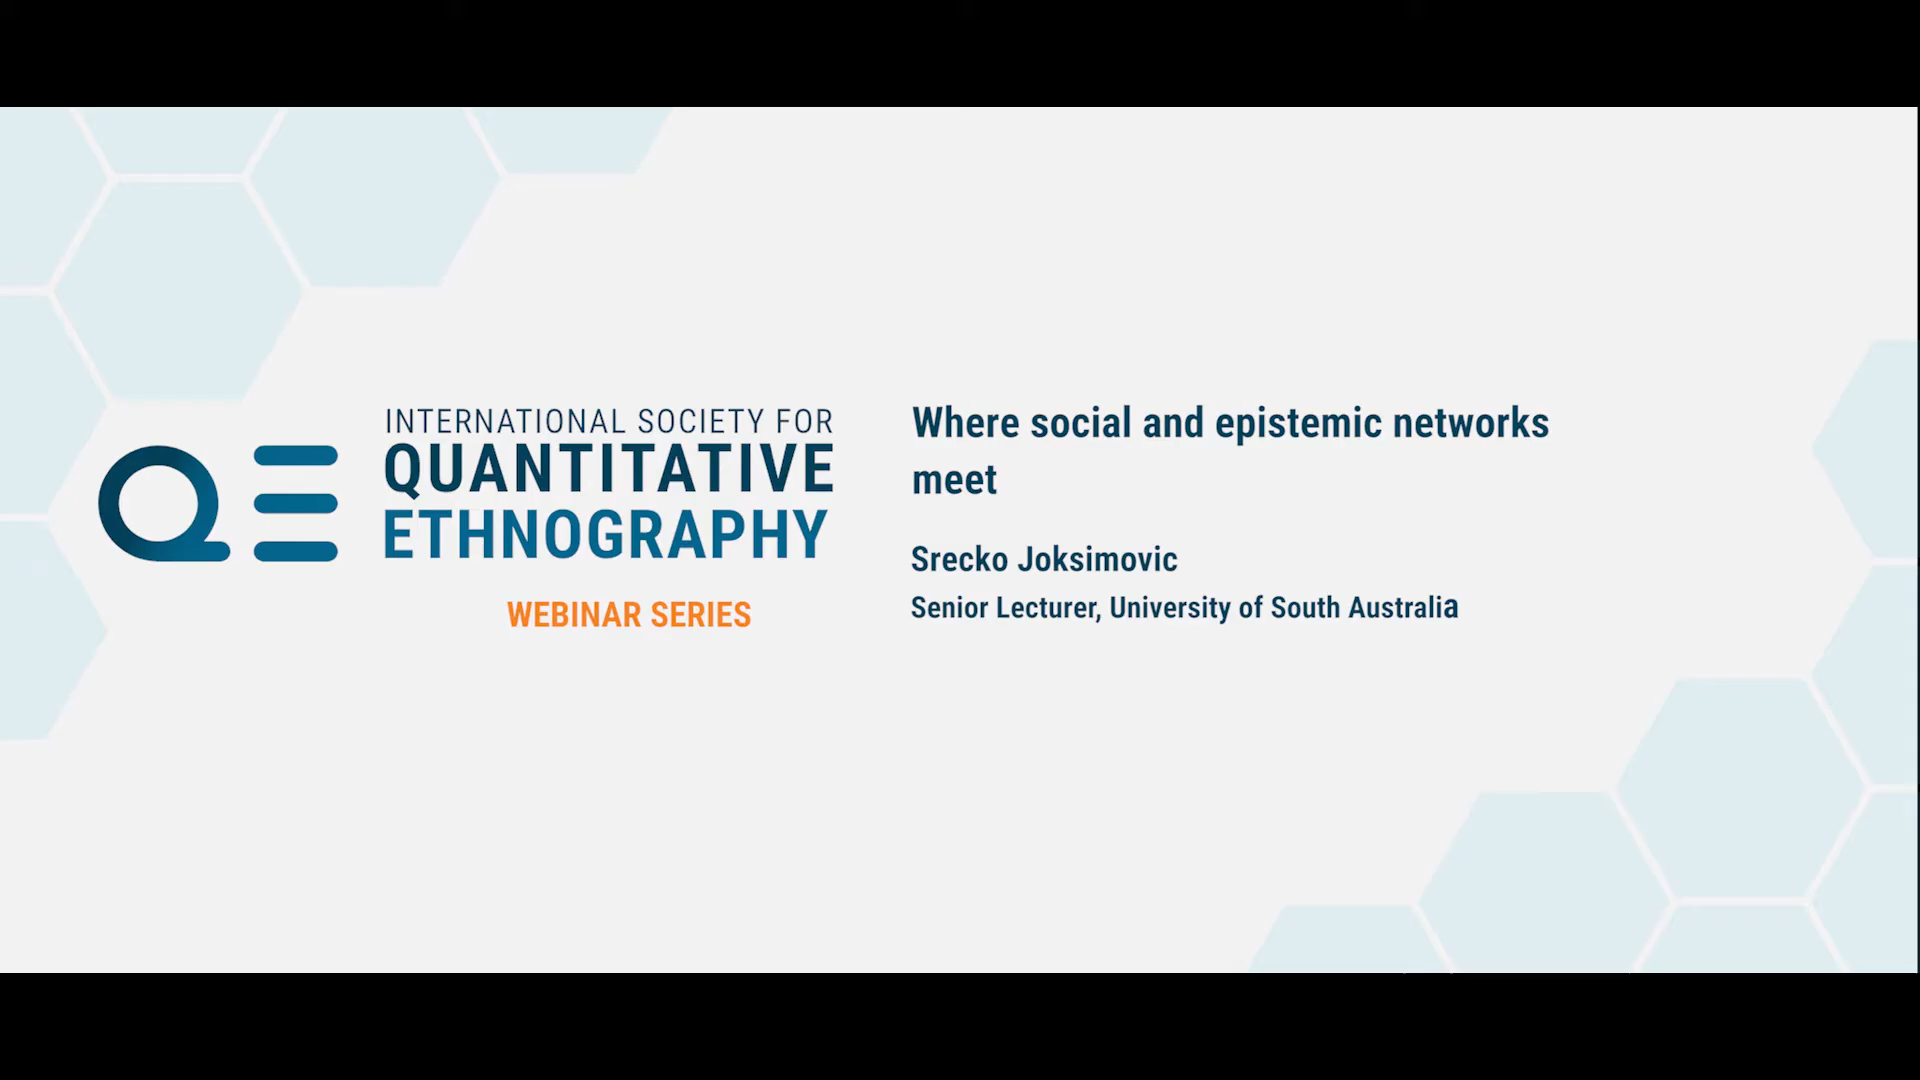 INTERNATIONAL SOCIETY FOR
QUANTITATIVE
ETHNOGRAPHY
WEBINAR SERIES
Where social and epistemic networks
meet
Srecko Joksimovic
Senior Lecturer, University of South Australia